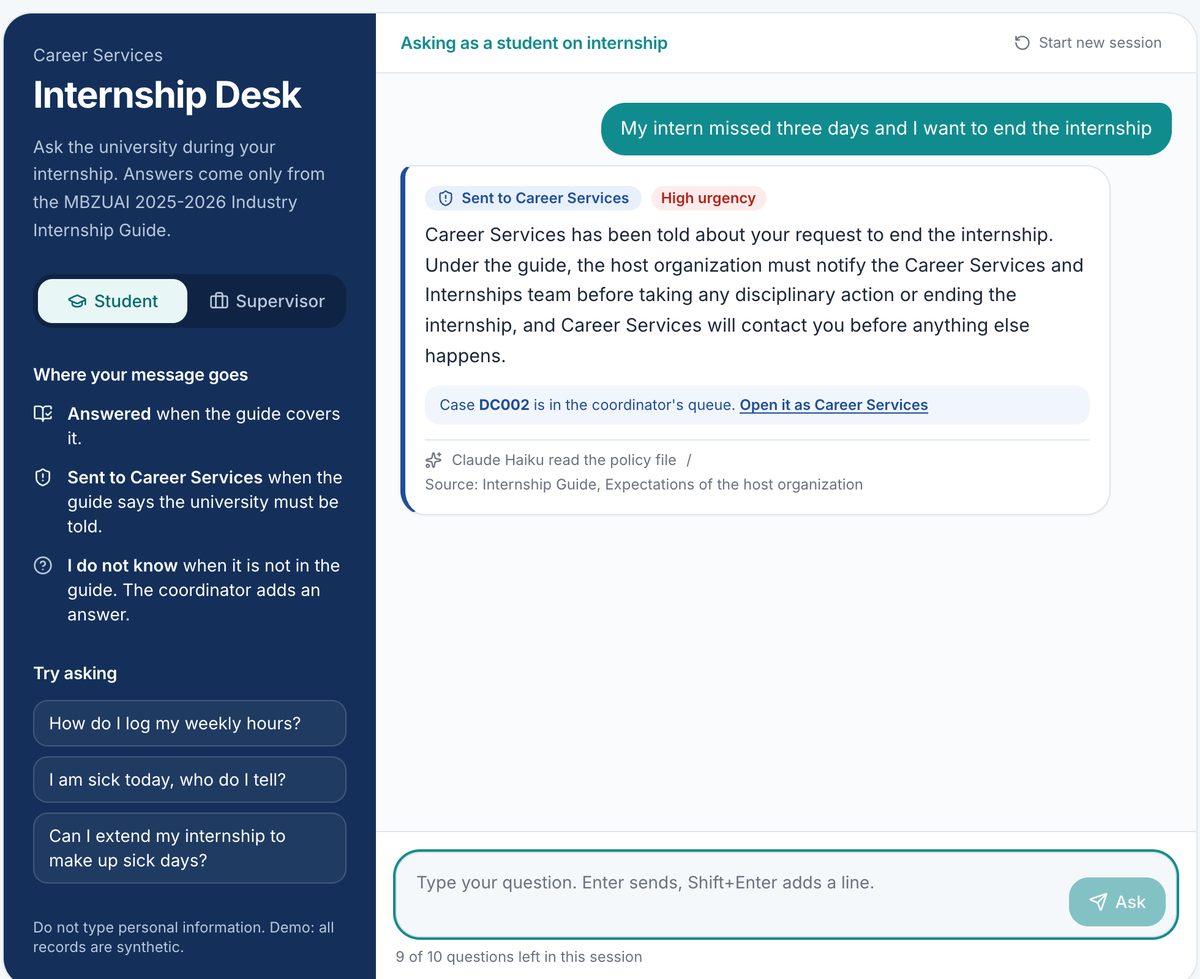 Career Services
Internship Desk
Ask the university during your
internship. Answers come only from
the MBZUAI 2025-2026 Industry
Internship Guide.
Student
Supervisor
Where your message goes
Answered when the guide covers
it.
Sent to Career Services when the
guide says the university must be
told.
I do not know when it is not in the
guide. The coordinator adds an
answer.
Try asking
How do I log my weekly hours?
I am sick today, who do I tell?
Can I extend my internship to
make up sick days?
Do not type personal information. Demo: all
records are synthetic.
Asking as a student on internship
Start new session
My intern missed three days and I want to end the internship
Sent to Career Services
High urgency
Career Services has been told about your request to end the internship.
Under the guide, the host organization must notify the Career Services and
Internships team before taking any disciplinary action or ending the
internship, and Career Services will contact you before anything else
happens.
Case DC002 is in the coordinator's queue. Open it as Career Services
Claude Haiku read the policy file /
Source: Internship Guide, Expectations of the host organization
Type your question. Enter sends, Shift+Enter adds a line.
Ask
9 of 10 questions left in this session